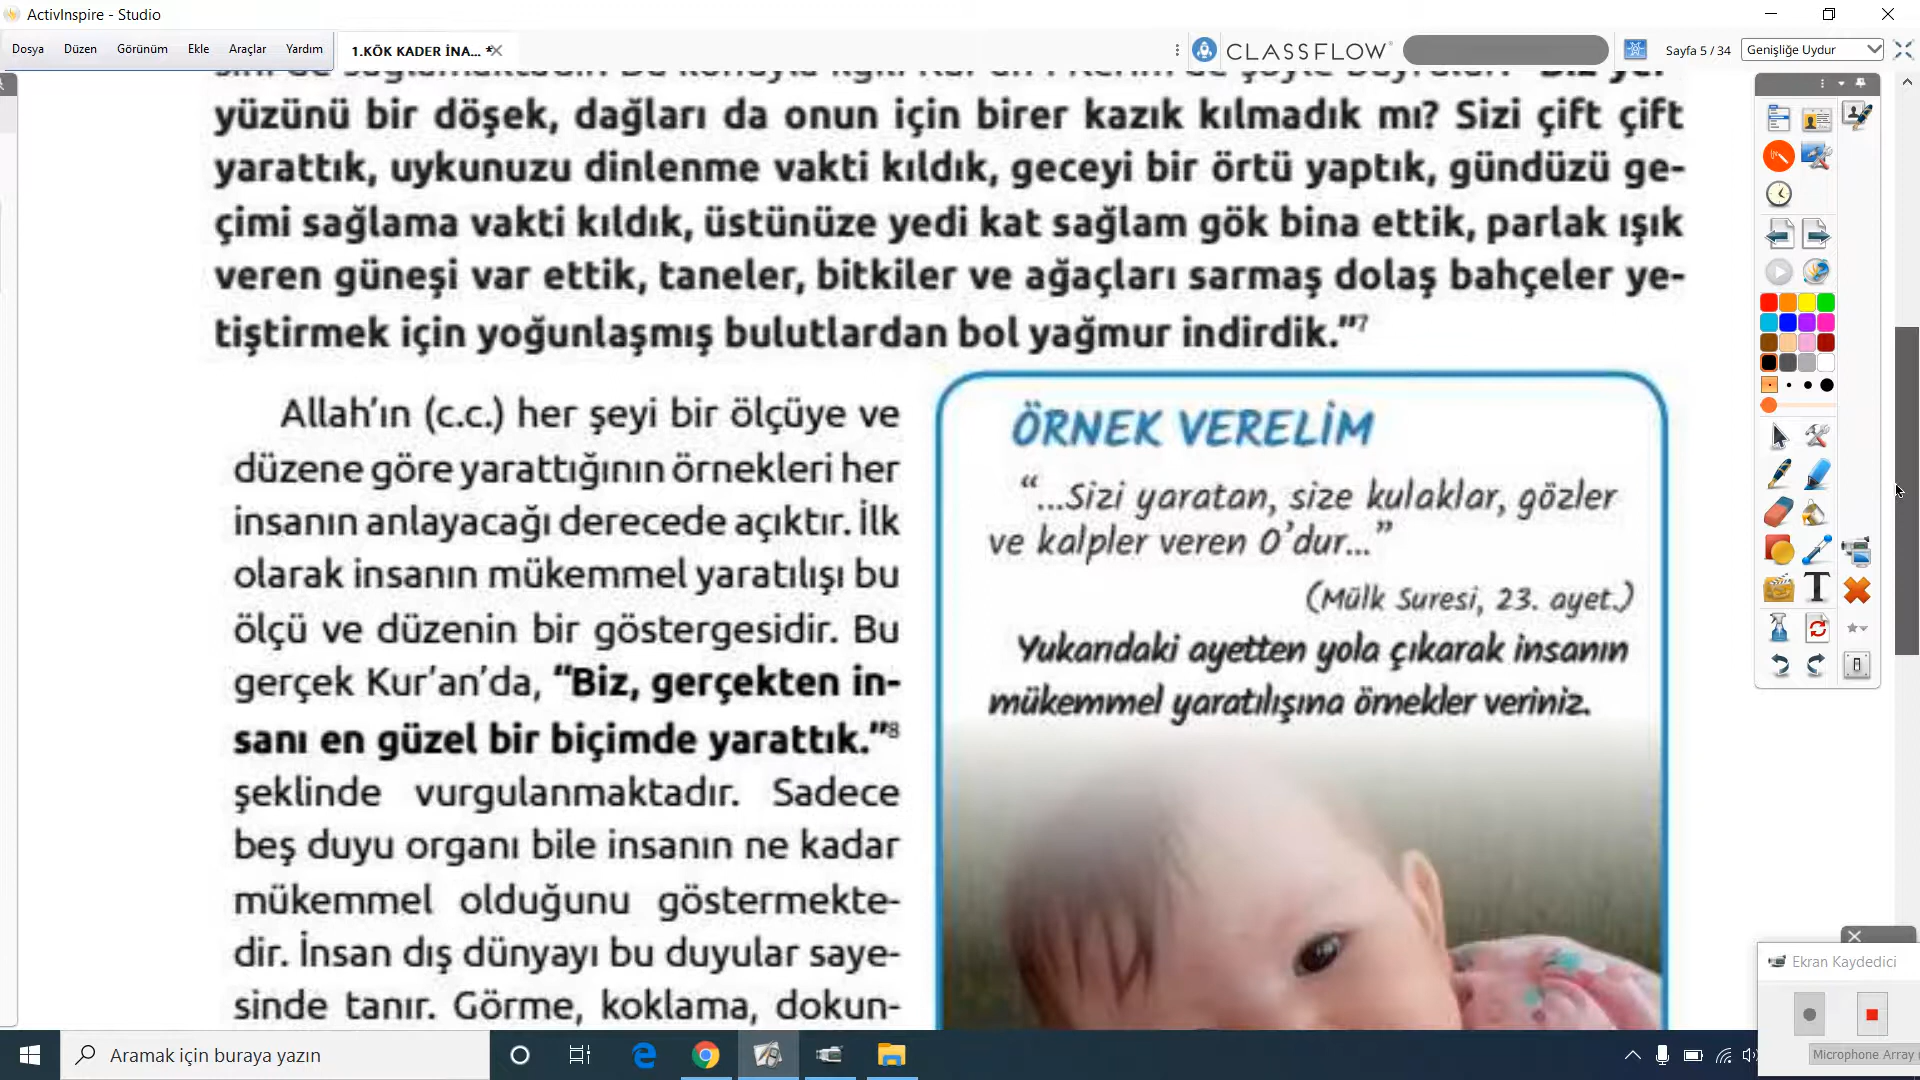 ActivInspire - Studio
Dosya Düzen Görünüm Ekle Araçlar Yardım
1.KÖK KADER İNA... *
CLASSFLOW
Sayfa 5 / 34
Genişliğe Uydur
yüzünü bir döşek, dağları da onun için birer kazık kılmadık mı? Sizi çift çift
yarattık, uykunuzu dinlenme vakti kıldık, geceyi bir örtü yaptık, gündüzü ge-
çimi sağlama vakti kıldık, üstünüze yedi kat sağlam gök bina ettik, parlak ışık
veren güneşi var ettik, taneler, bitkiler ve ağaçları sarmaş dolaş bahçeler ye-
tiştirmek için yoğunlaşmış bulutlardan bol yağmur indirdik.”7
Allah’ın (c.c.) her şeyi bir ölçüye ve
düzene göre yarattığının örnekleri her
insanın anlayacağı derecede açıktır. İlk
olarak insanın mükemmel yaratılışı bu
ölçü ve düzenin bir göstergesidir. Bu
gerçek Kur’an’da, “Biz, gerçekten in-
sanı en güzel bir biçimde yarattık.”8
şeklinde vurgulanmaktadır. Sadece
beş duyu organı bile insanın ne kadar
mükemmel olduğunu göstermekte-
dir. İnsan dış dünyayı bu duyular saye-
sinde tanır. Görme, koklama, dokun-
ÖRNEK VERELİM
“...Sizi yaratan, size kulaklar, gözler
ve kalpler veren O’dur...”
(Mülk Suresi, 23. ayet.)
Yukarıdaki ayetten yola çıkarak insanın
mükemmel yaratılışına örnekler veriniz.
Ekran Kaydedici
Microphone Array
Aramak için buraya yazın